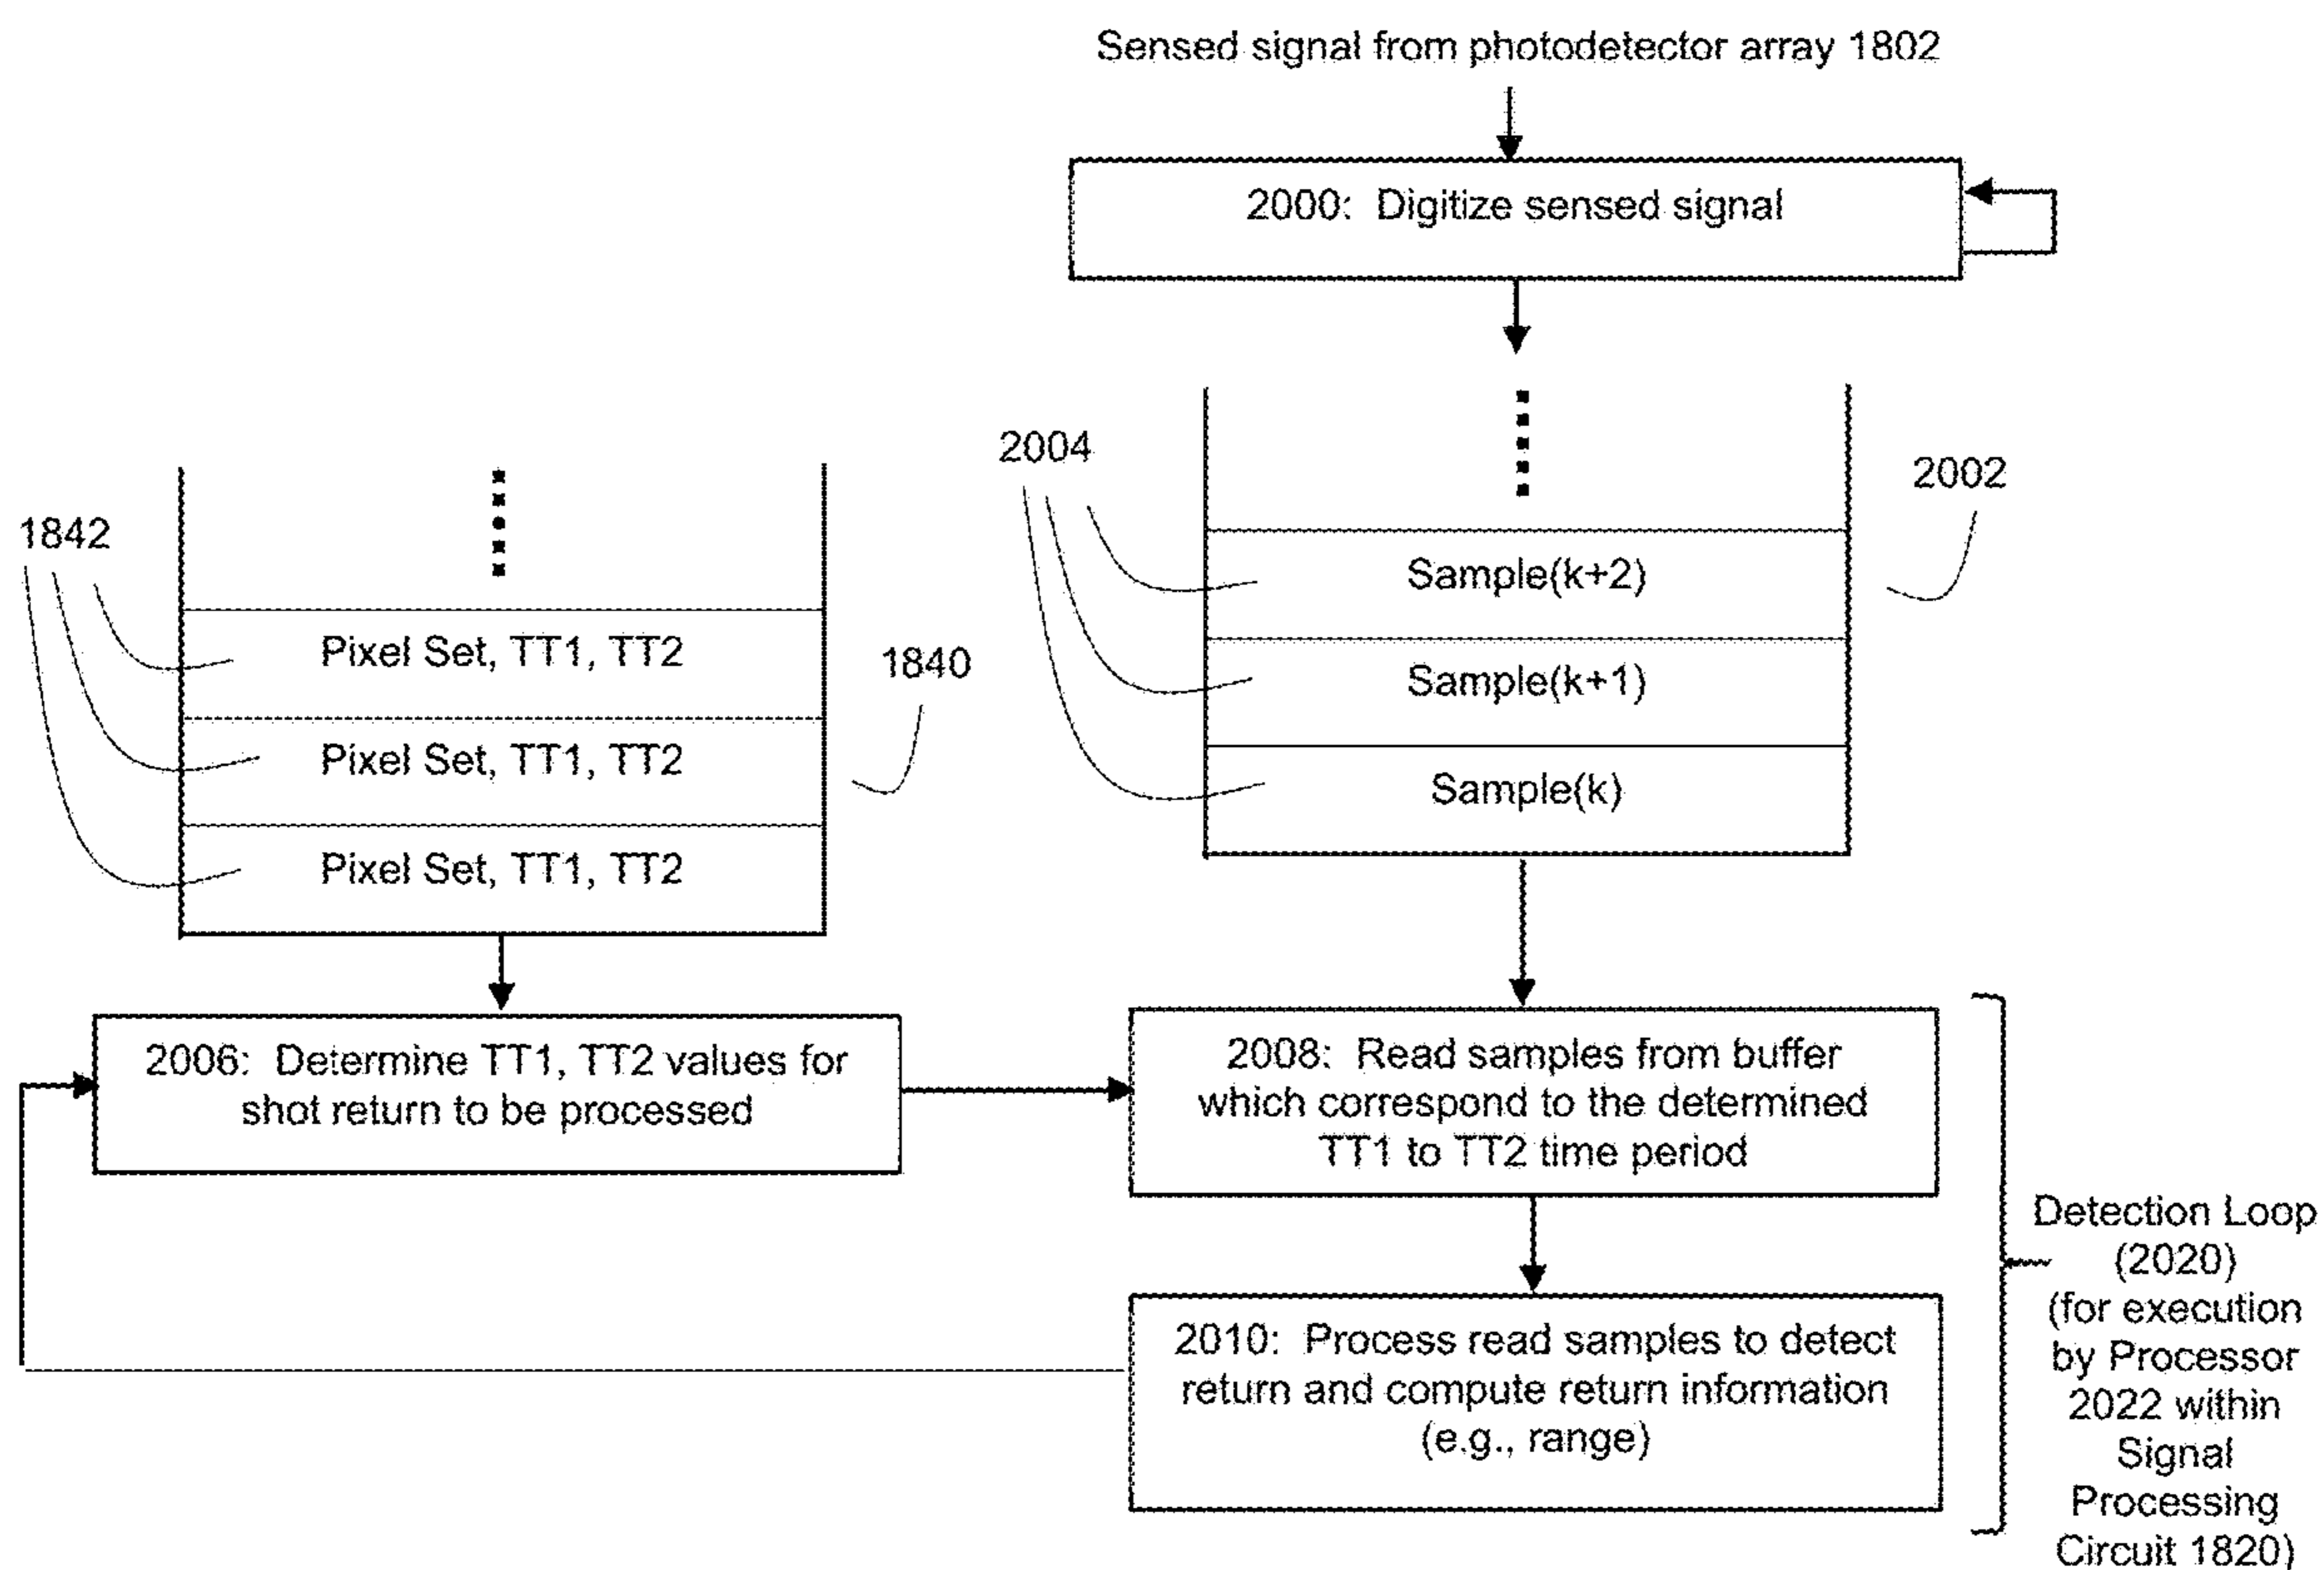 Sensed signal from photodetector array 1802
2000: Digitize sensed signal
2004
2002
Sample(k+2)
Sample(k+1)
Sample(k)
1842
1840
Pixel Set, TT1, TT2
Pixel Set, TT1, TT2
Pixel Set, TT1, TT2
2006: Determine TT1, TT2 values for
shot return to be processed
2008: Read samples from buffer
which correspond to the determined
TT1 to TT2 time period
2010: Process read samples to detect
return and compute return information
(e.g., range)
Detection Loop
(2020)
(for execution
by Processor
2022 within
Signal
Processing
Circuit 1820)